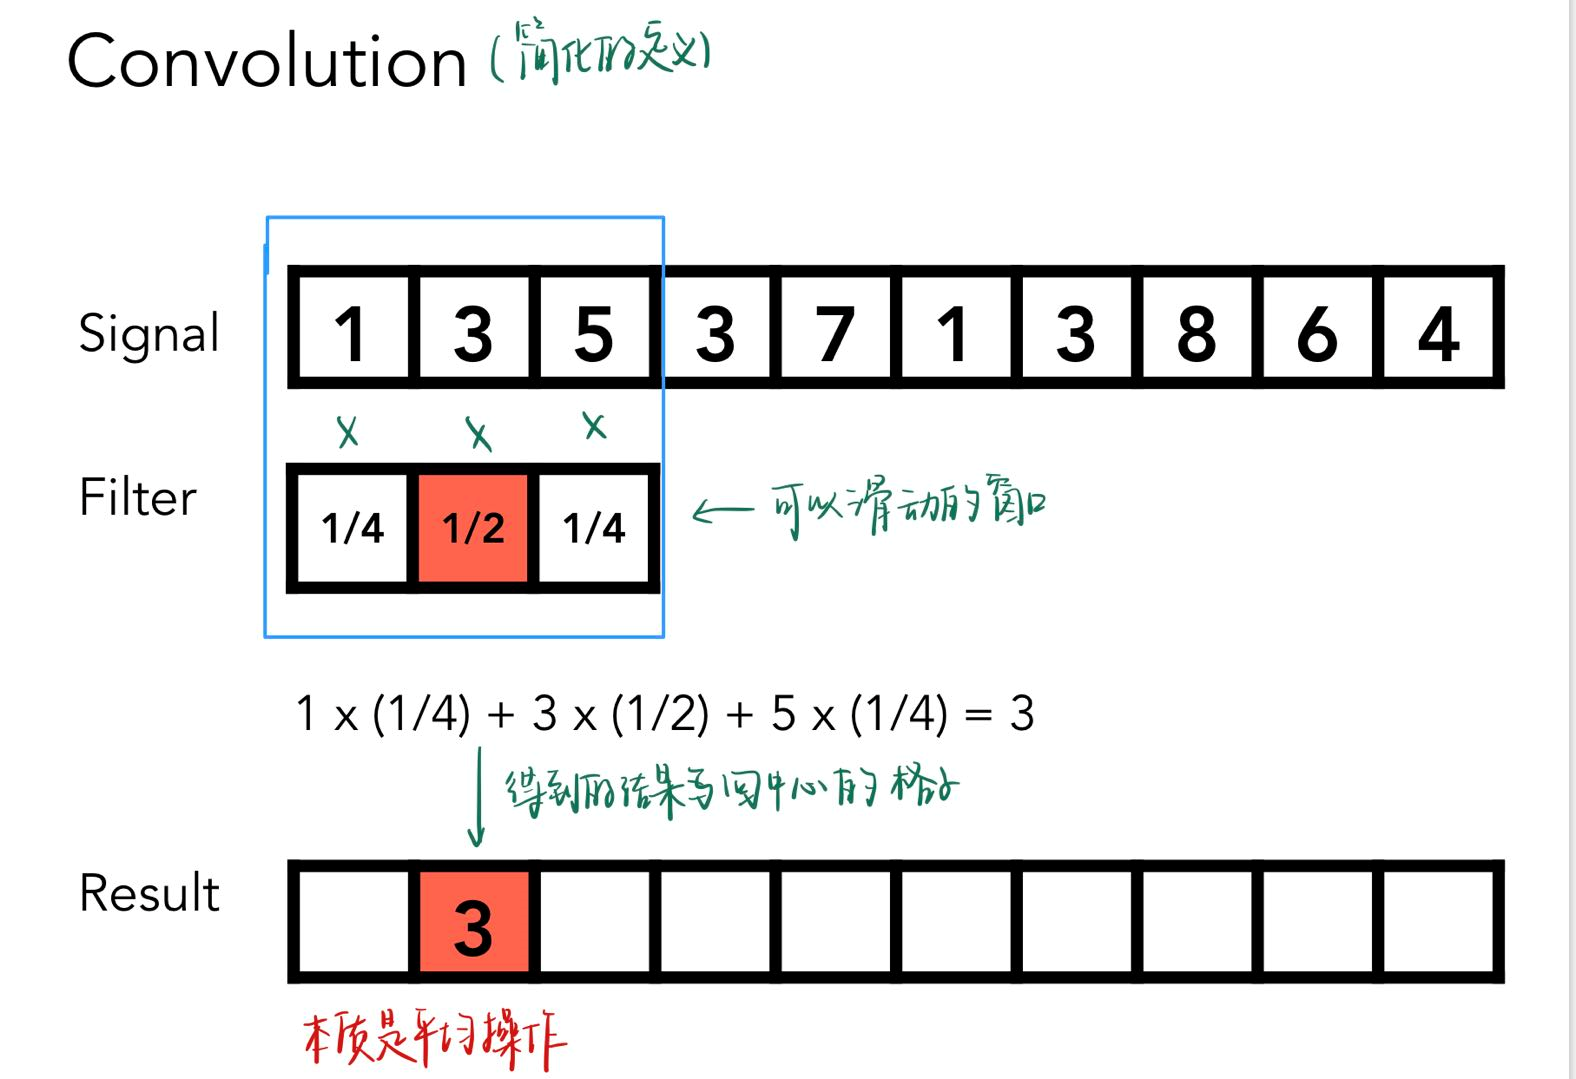 Convolution (简化的定义)
Signal 1 3 5 3 7 1 3 8 6 4
x x x
Filter 1/4 1/2 1/4 ← 可以滑动的窗口
1 x (1/4) + 3 x (1/2) + 5 x (1/4) = 3
得到的结果写回中心的格子
Result 3
本质是平均操作